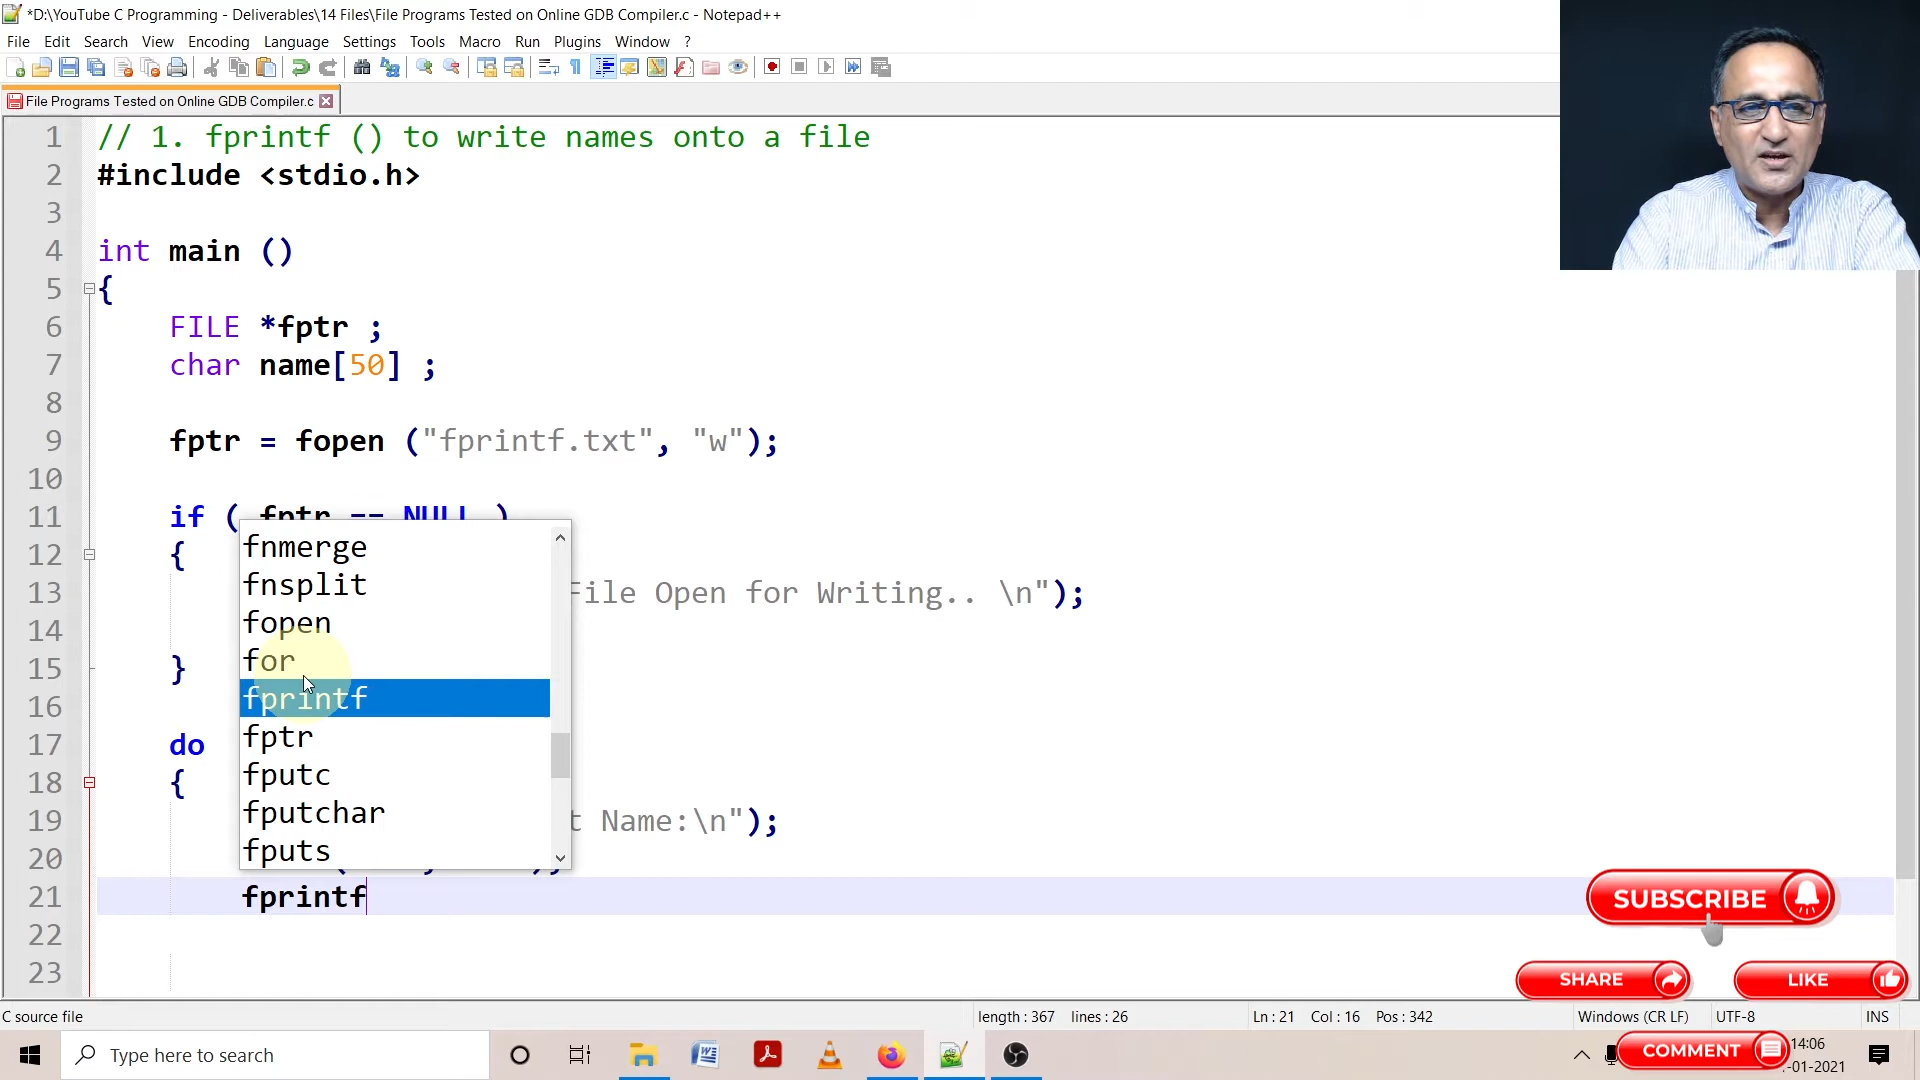 *D:\YouTube C Programming - Deliverables\14 Files\File Programs Tested on Online GDB Compiler.c - Notepad++
File Edit Search View Encoding Language Settings Tools Macro Run Plugins Window ?
File Programs Tested on Online GDB Compiler.c
1 // 1. fprintf () to write names onto a file
2 #include <stdio.h>
3
4 int main ()
5 {
6 FILE *fptr ;
7 char name[50] ;
8
9 fptr = fopen ("fprintf.txt", "w");
10
11 if ( fptr == NULL )
12 {
13 File Open for Writing.. \n");
14
15 }
16
17 do
18 {
19 t Name:\n");
20
21 fprintf
22
23
fnmerge
fnsplit
fopen
for
fprintf
fptr
fputc
fputchar
fputs
SUBSCRIBE
SHARE LIKE
C source file length : 367 lines : 26 Ln : 21 Col : 16 Pos : 342 Windows (CR LF) UTF-8 INS
Type here to search
COMMENT
14:06
-01-2021